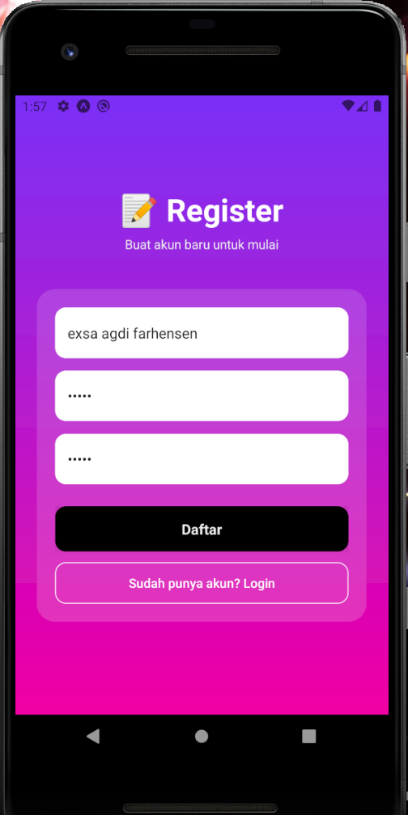 1:57
📝 Register
Buat akun baru untuk mulai
exsa agdi farhensen
•••••
•••••
Daftar
Sudah punya akun? Login